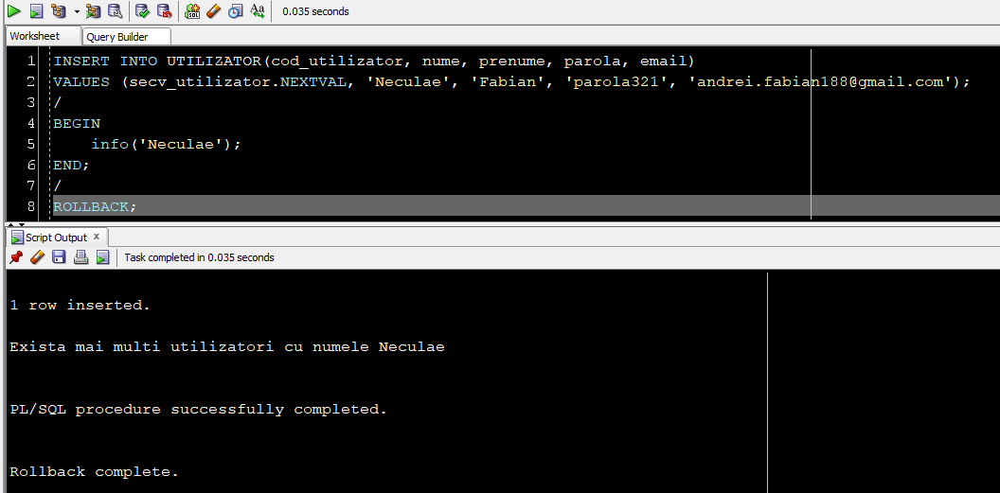 0.035 seconds
Worksheet Query Builder
1 INSERT INTO UTILIZATOR(cod_utilizator, nume, prenume, parola, email)
2 VALUES (secv_utilizator.NEXTVAL, 'Neculae', 'Fabian', 'parola321', 'andrei.fabian188@gmail.com');
3 /
4 BEGIN
5 info('Neculae');
6 END;
7 /
8 ROLLBACK;
Script Output x
Task completed in 0.035 seconds
1 row inserted.
Exista mai multi utilizatori cu numele Neculae
PL/SQL procedure successfully completed.
Rollback complete.